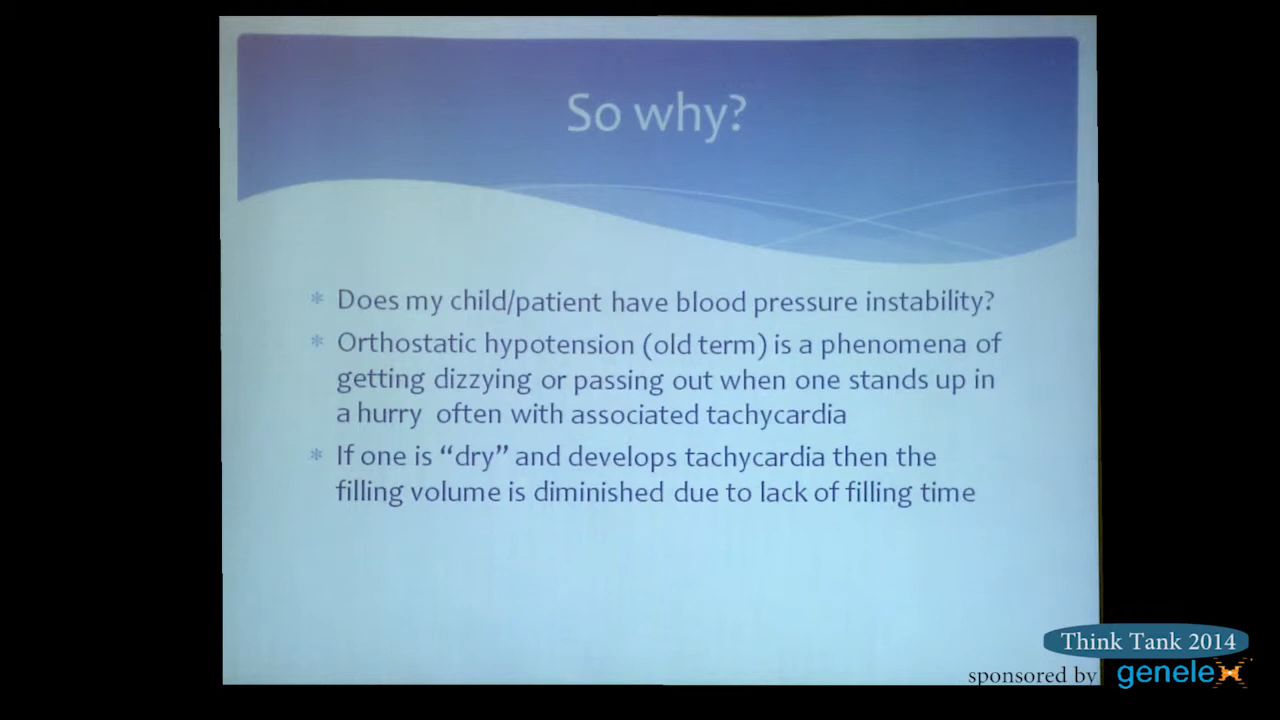 So why?
* Does my child/patient have blood pressure instability?
* Orthostatic hypotension (old term) is a phenomena of
getting dizzying or passing out when one stands up in
a hurry often with associated tachycardia
* If one is “dry” and develops tachycardia then the
filling volume is diminished due to lack of filling time
Think Tank 2014
sponsored by genelex